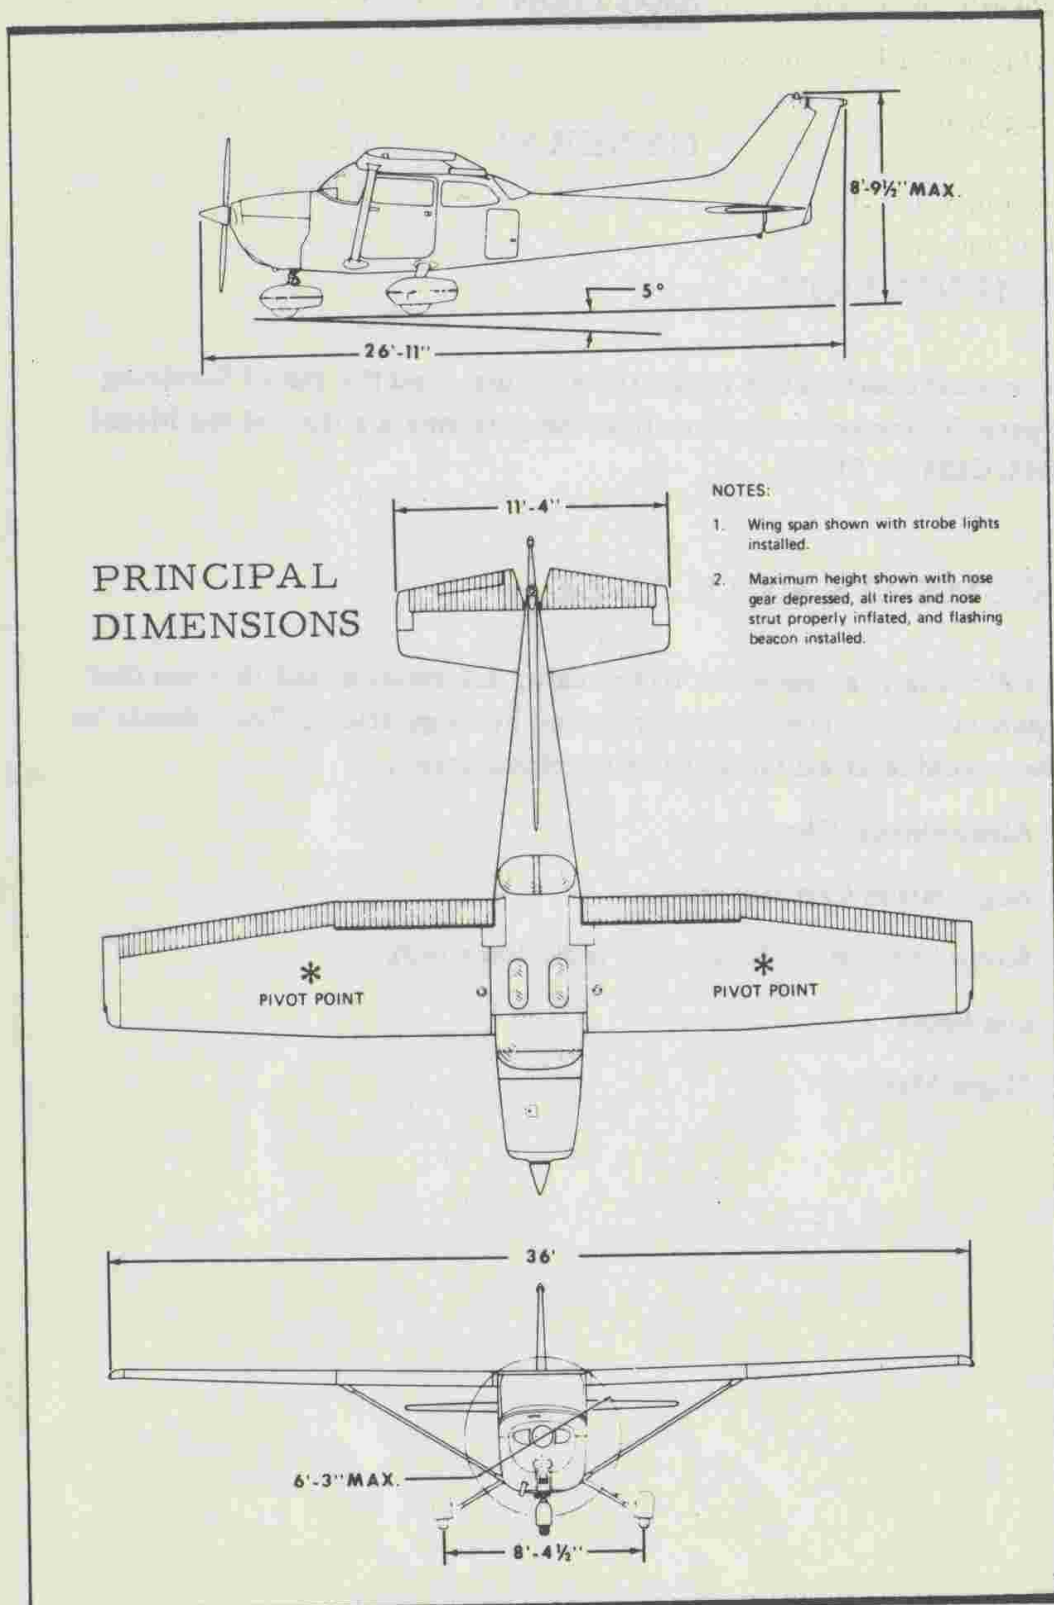 8'-9½" MAX.
5°
26'-11"
11'-4"
PRINCIPAL
DIMENSIONS
NOTES:
1. Wing span shown with strobe lights
installed.
2. Maximum height shown with nose
gear depressed, all tires and nose
strut properly inflated, and flashing
beacon installed.
*
PIVOT POINT
*
PIVOT POINT
36'
6'-3" MAX.
8'-4½"